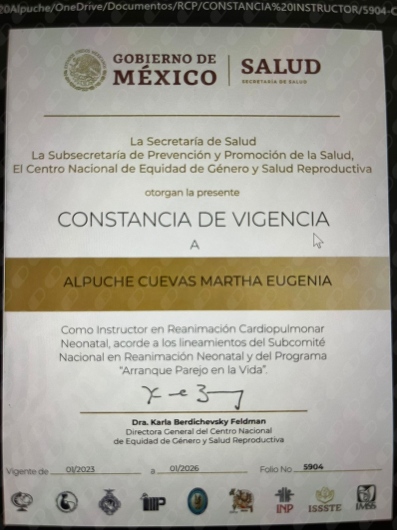 Alpuche/OneDrive/Documentos/RCP/CONSTANCIA%20INSTRUCTOR/5904-C
GOBIERNO DE
MÉXICO
SALUD
SECRETARÍA DE SALUD
La Secretaría de Salud
La Subsecretaría de Prevención y Promoción de la Salud,
El Centro Nacional de Equidad de Género y Salud Reproductiva
otorgan la presente
CONSTANCIA DE VIGENCIA
A
ALPUCHE CUEVAS MARTHA EUGENIA
Como Instructor en Reanimación Cardiopulmonar
Neonatal, acorde a los lineamientos del Subcomité
Nacional en Reanimación Neonatal y del Programa
“Arranque Parejo en la Vida”.
Dra. Karla Berdichevsky Feldman
Directora General del Centro Nacional
de Equidad de Género y Salud Reproductiva
Vigente de 01/2023 a 01/2026 Folio No 5904
INP
ISSSTE
IMSS